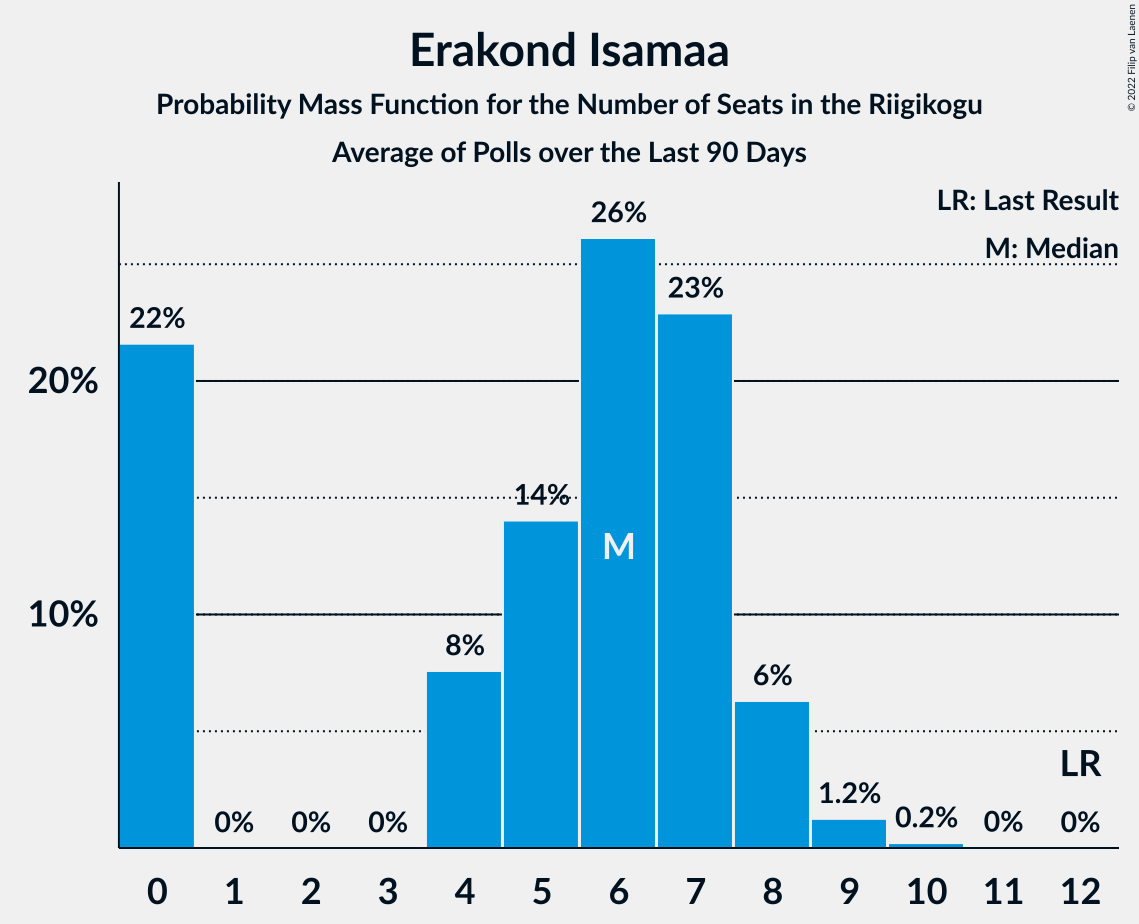 Erakond Isamaa
Probability Mass Function for the Number of Seats in the Riigikogu
Average of Polls over the Last 90 Days
© 2022 Filip van Laenen
LR: Last Result
M: Median
26%
23%
22%
20%
14%
M
10%
8%
6%
LR
1.2%
0.2%
0%
0%
0%
0%
0%
0 1 2 3 4 5 6 7 8 9 10 11 12